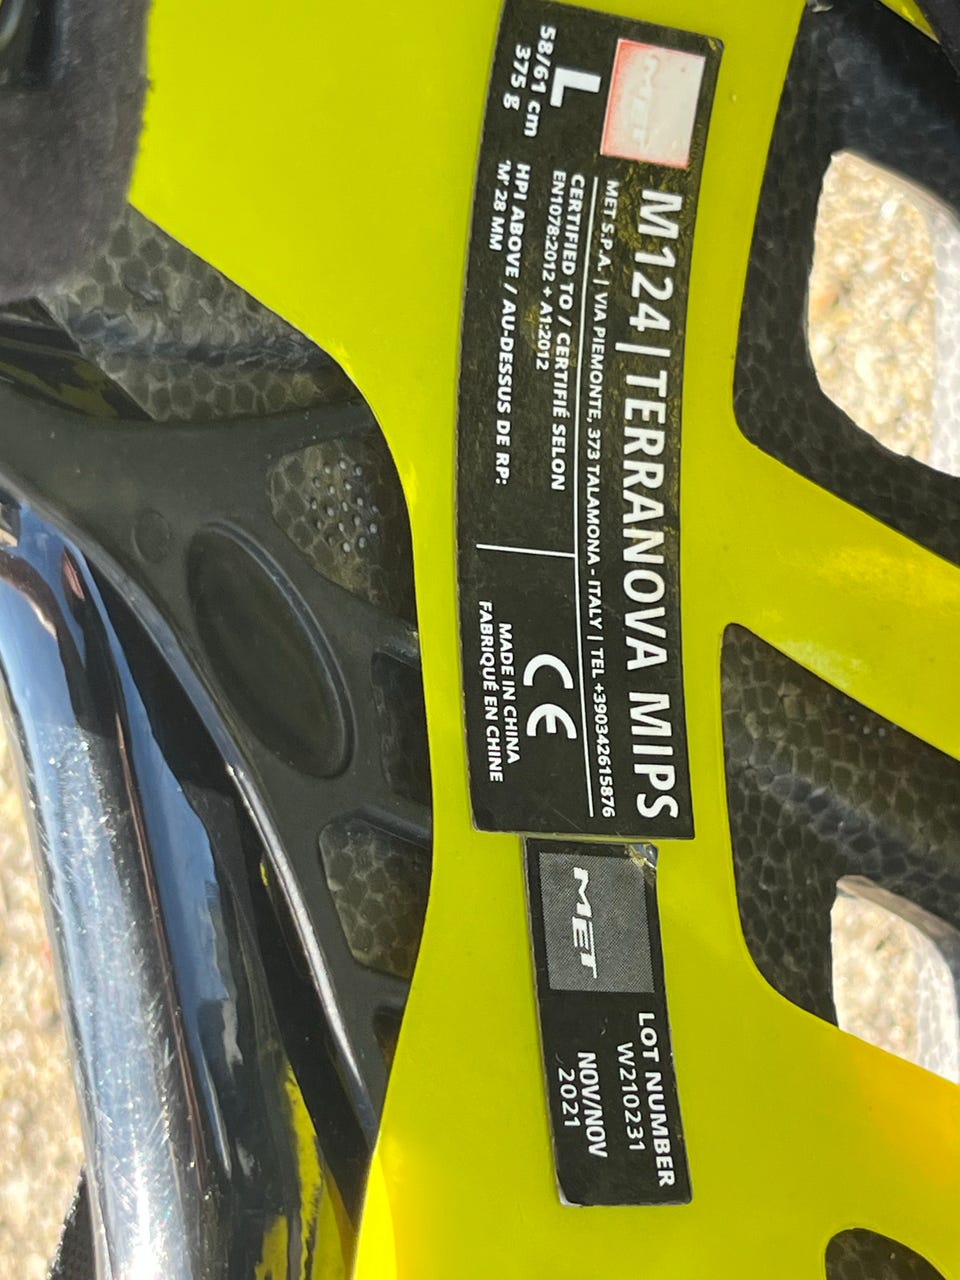 MET
M124 | TERRANOVA MIPS
MET S.P.A. | VIA PIEMONTE, 373 TALAMONA - ITALY | TEL +390342615876
L
58/61 cm
375 g
CERTIFIED TO / CERTIFIÉ SELON
EN1078:2012 + A1:2012
HPI ABOVE / AU-DESSUS DE RP:
'M' 28 MM
CE
MADE IN CHINA
FABRIQUÉ EN CHINE
MET
LOT NUMBER
W210231
NOV/NOV
2021